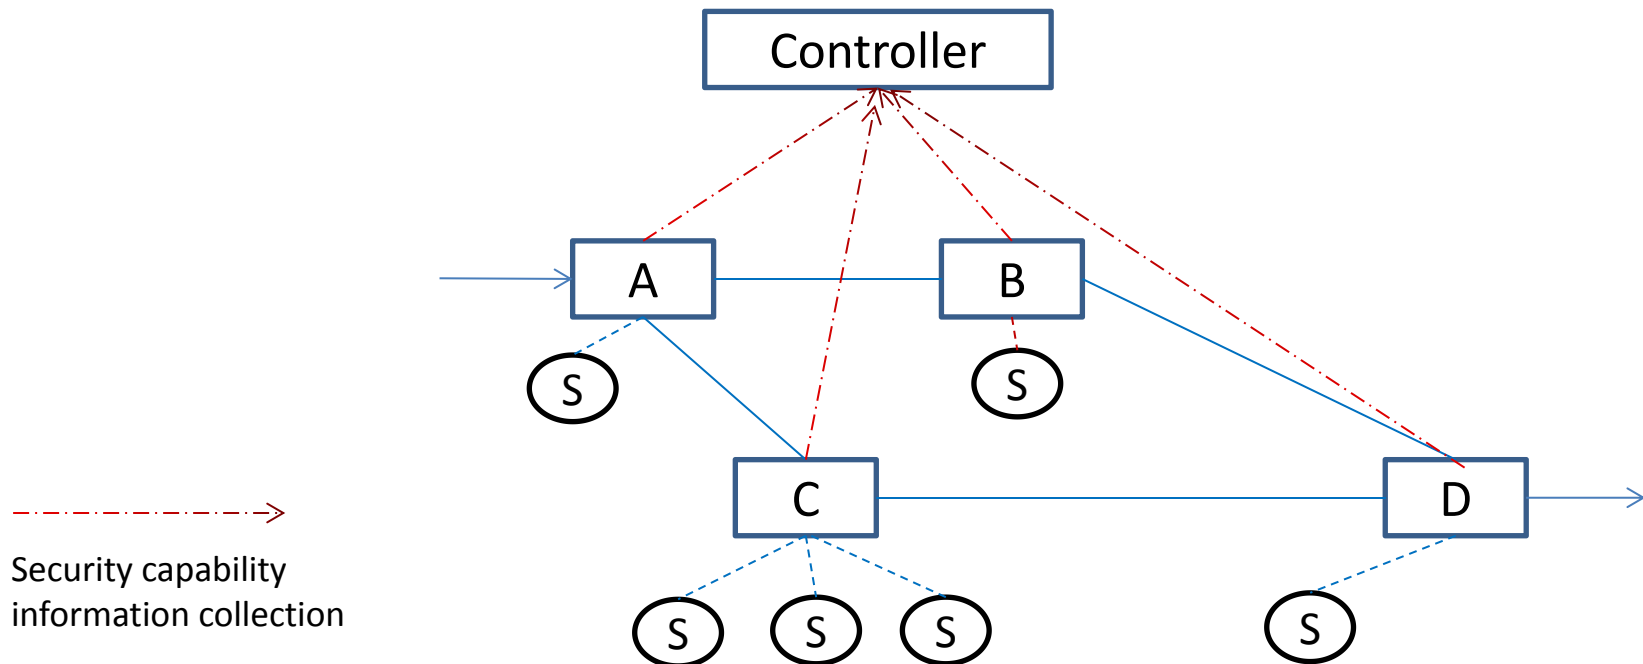 Controller
A
B
S
S
C
D
Security capability
information collection
S
S
S
S